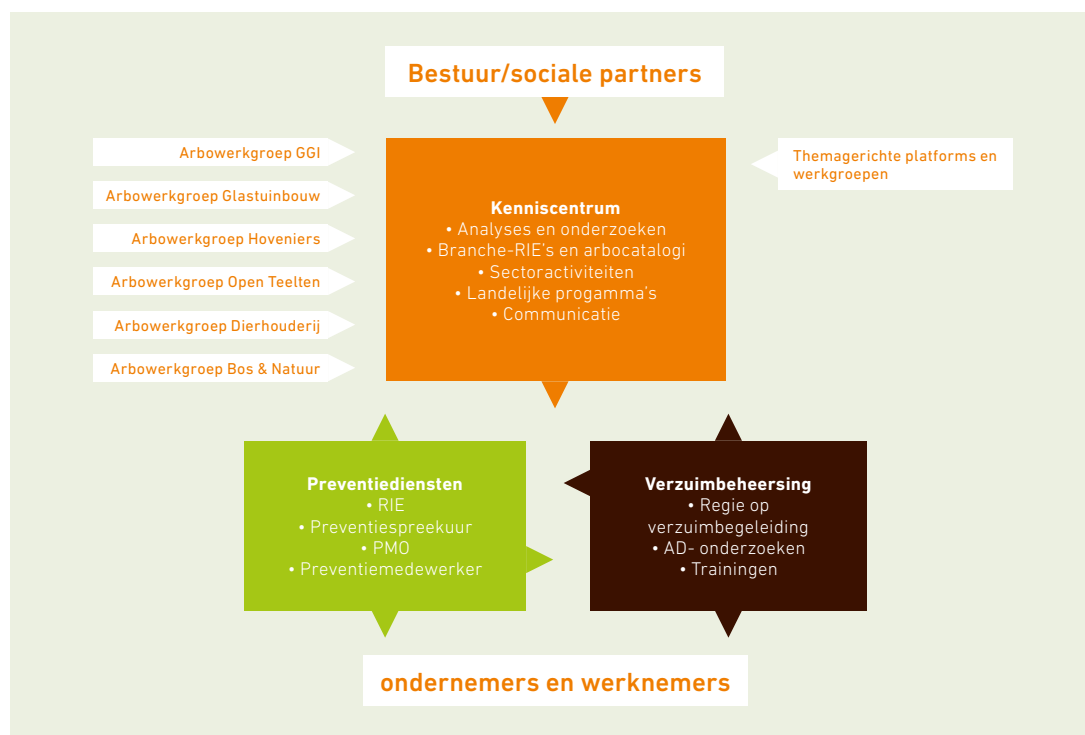 Bestuur/sociale partners
Arbowerkgroep GGI
Arbowerkgroep Glastuinbouw
Arbowerkgroep Hoveniers
Arbowerkgroep Open Teelten
Arbowerkgroep Dierhouderij
Arbowerkgroep Bos & Natuur
Kenniscentrum
• Analyses en onderzoeken
• Branche-RIE's en arbocatalogi
• Sectoractiviteiten
• Landelijke progamma's
• Communicatie
Themagerichte platforms en
werkgroepen
Preventiediensten
• RIE
• Preventiespreekuur
• PMO
• Preventiemedewerker
Verzuimbeheersing
• Regie op
verzuimbegeleiding
• AD- onderzoeken
• Trainingen
ondernemers en werknemers